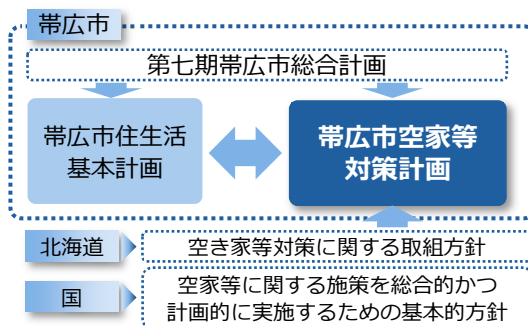 帯広市
第七期帯広市総合計画
帯広市住生活
基本計画
帯広市空家等
対策計画
北海道
空き家等対策に関する取組方針
国
空家等に関する施策を総合的かつ
計画的に実施するための基本的方針